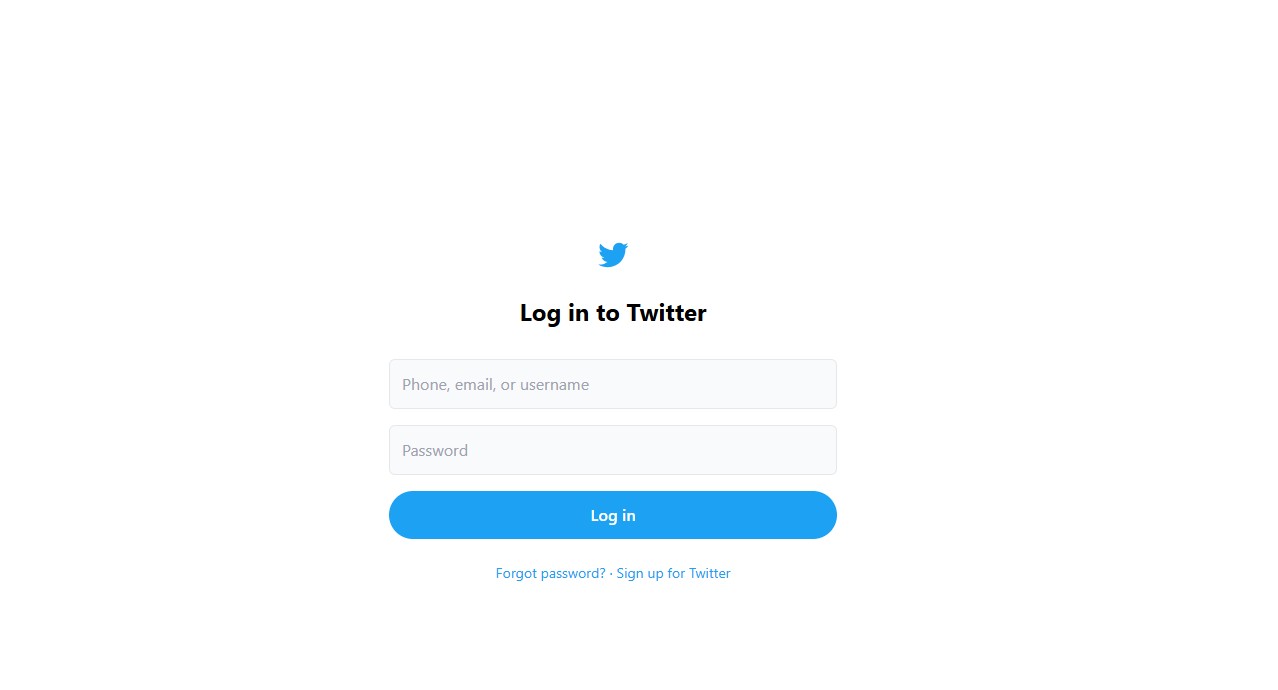 Log in to Twitter
Phone, email, or username
Password
Log in
Forgot password? · Sign up for Twitter